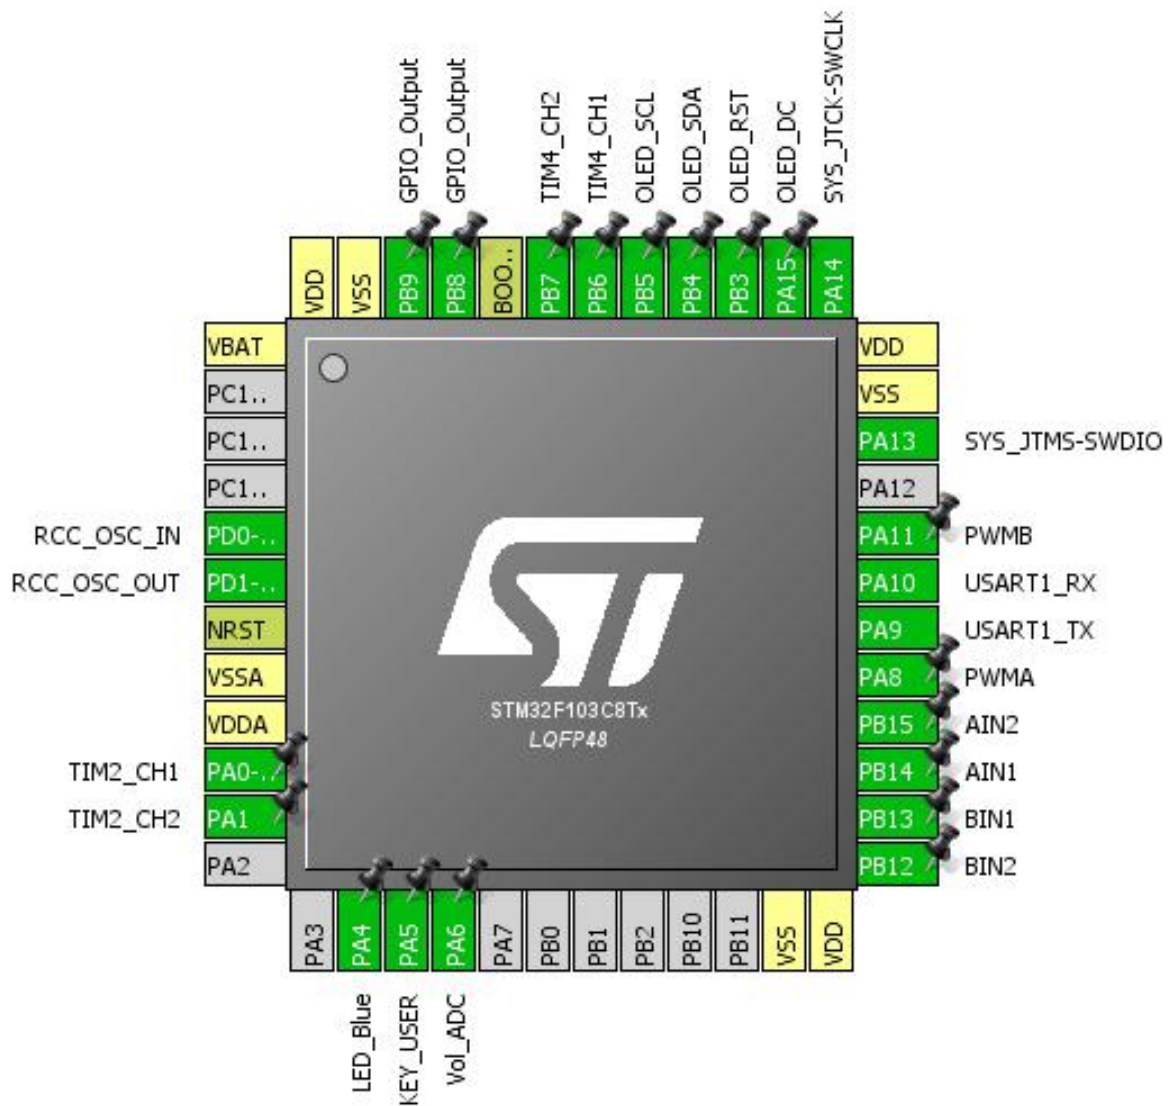 GPIO_Output
GPIO_Output
TIM4_CH2
TIM4_CH1
OLED_SCL
OLED_SDA
OLED_RST
OLED_DC
SYS_JTCK-SWCLK
VDD
VSS
PB9
PB8
BOO..
PB7
PB6
PB5
PB4
PB3
PA15
PA14
VBAT
PC1..
PC1..
PC1..
RCC_OSC_IN PD0-..
RCC_OSC_OUT PD1-..
NRST
VSSA
VDDA
TIM2_CH1 PA0-..
TIM2_CH2 PA1
PA2
STM32F103C8Tx
LQFP48
VDD
VSS
PA13 SYS_JTMS-SWDIO
PA12
PA11 PWMB
PA10 USART1_RX
PA9 USART1_TX
PA8 PWMA
PB15 AIN2
PB14 AIN1
PB13 BIN1
PB12 BIN2
PA3
PA4
PA5
PA6
PA7
PB0
PB1
PB2
PB10
PB11
VSS
VDD
LED_Blue
KEY_USER
Vol_ADC